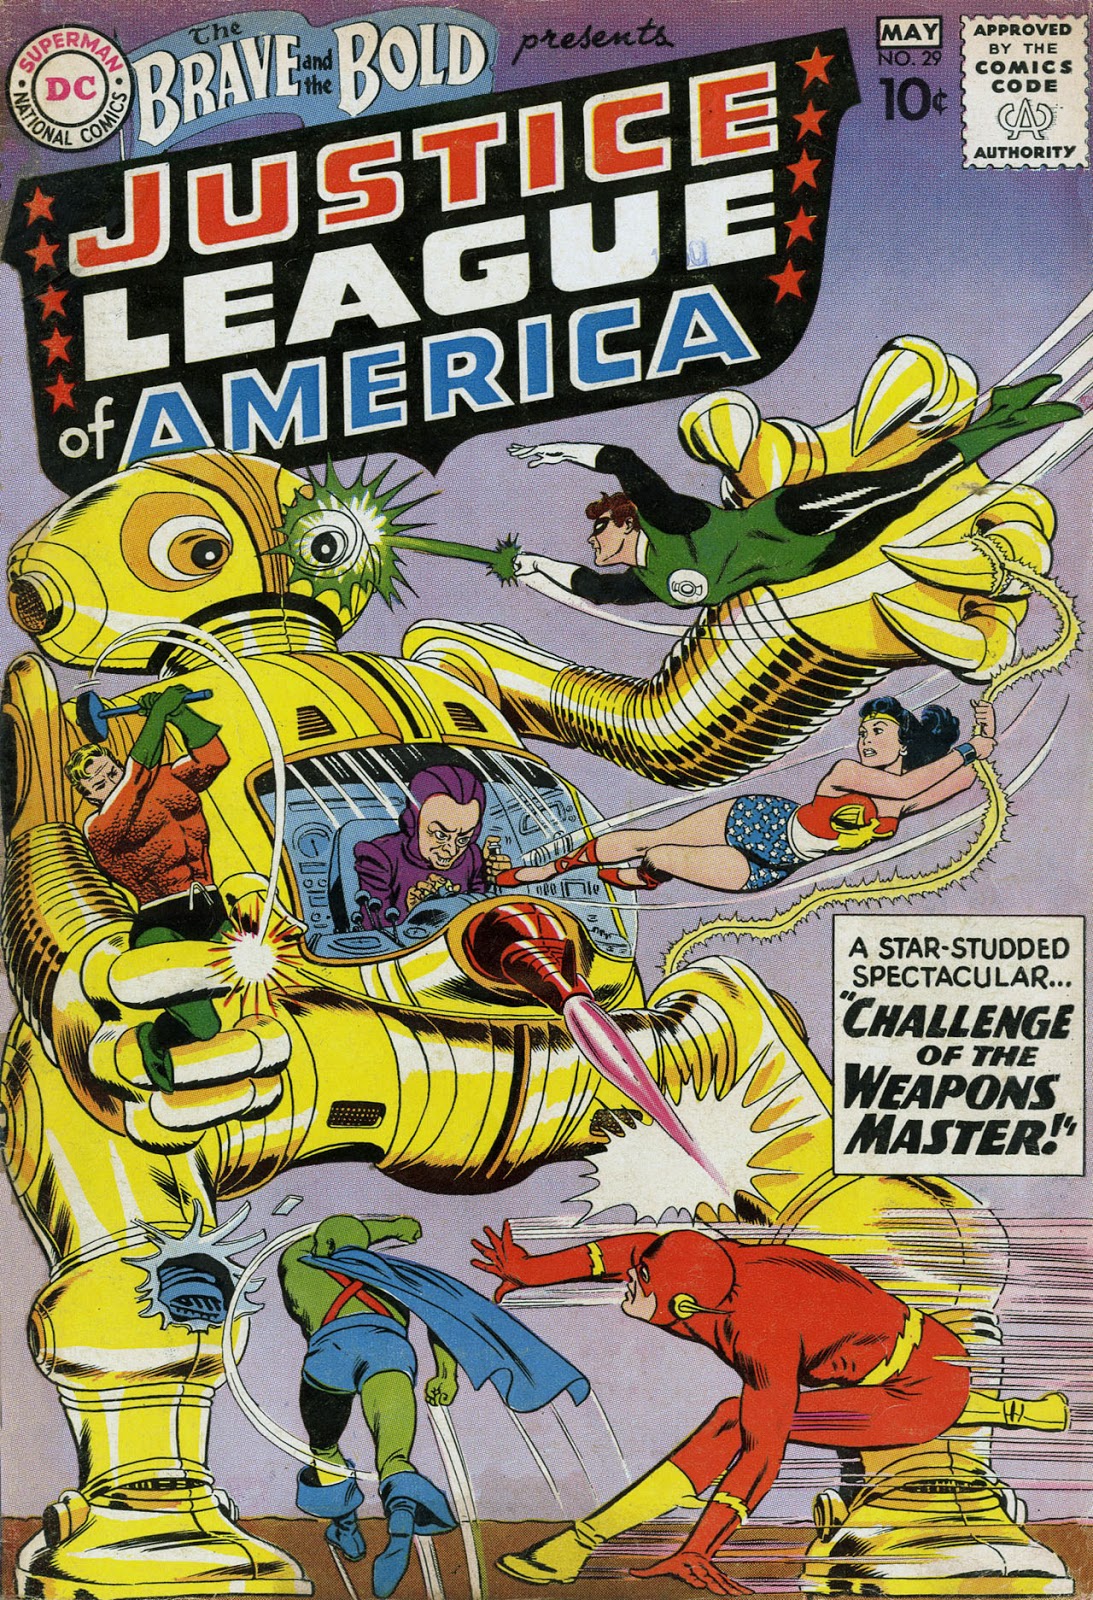 SUPERMAN
DC
NATIONAL COMICS
The BRAVE and the BOLD presents
MAY
NO. 29
10¢
APPROVED
BY THE
COMICS
CODE
CA
AUTHORITY
JUSTICE
LEAGUE
of AMERICA
A STAR-STUDDED
SPECTACULAR...
"CHALLENGE
OF THE
WEAPONS
MASTER!"